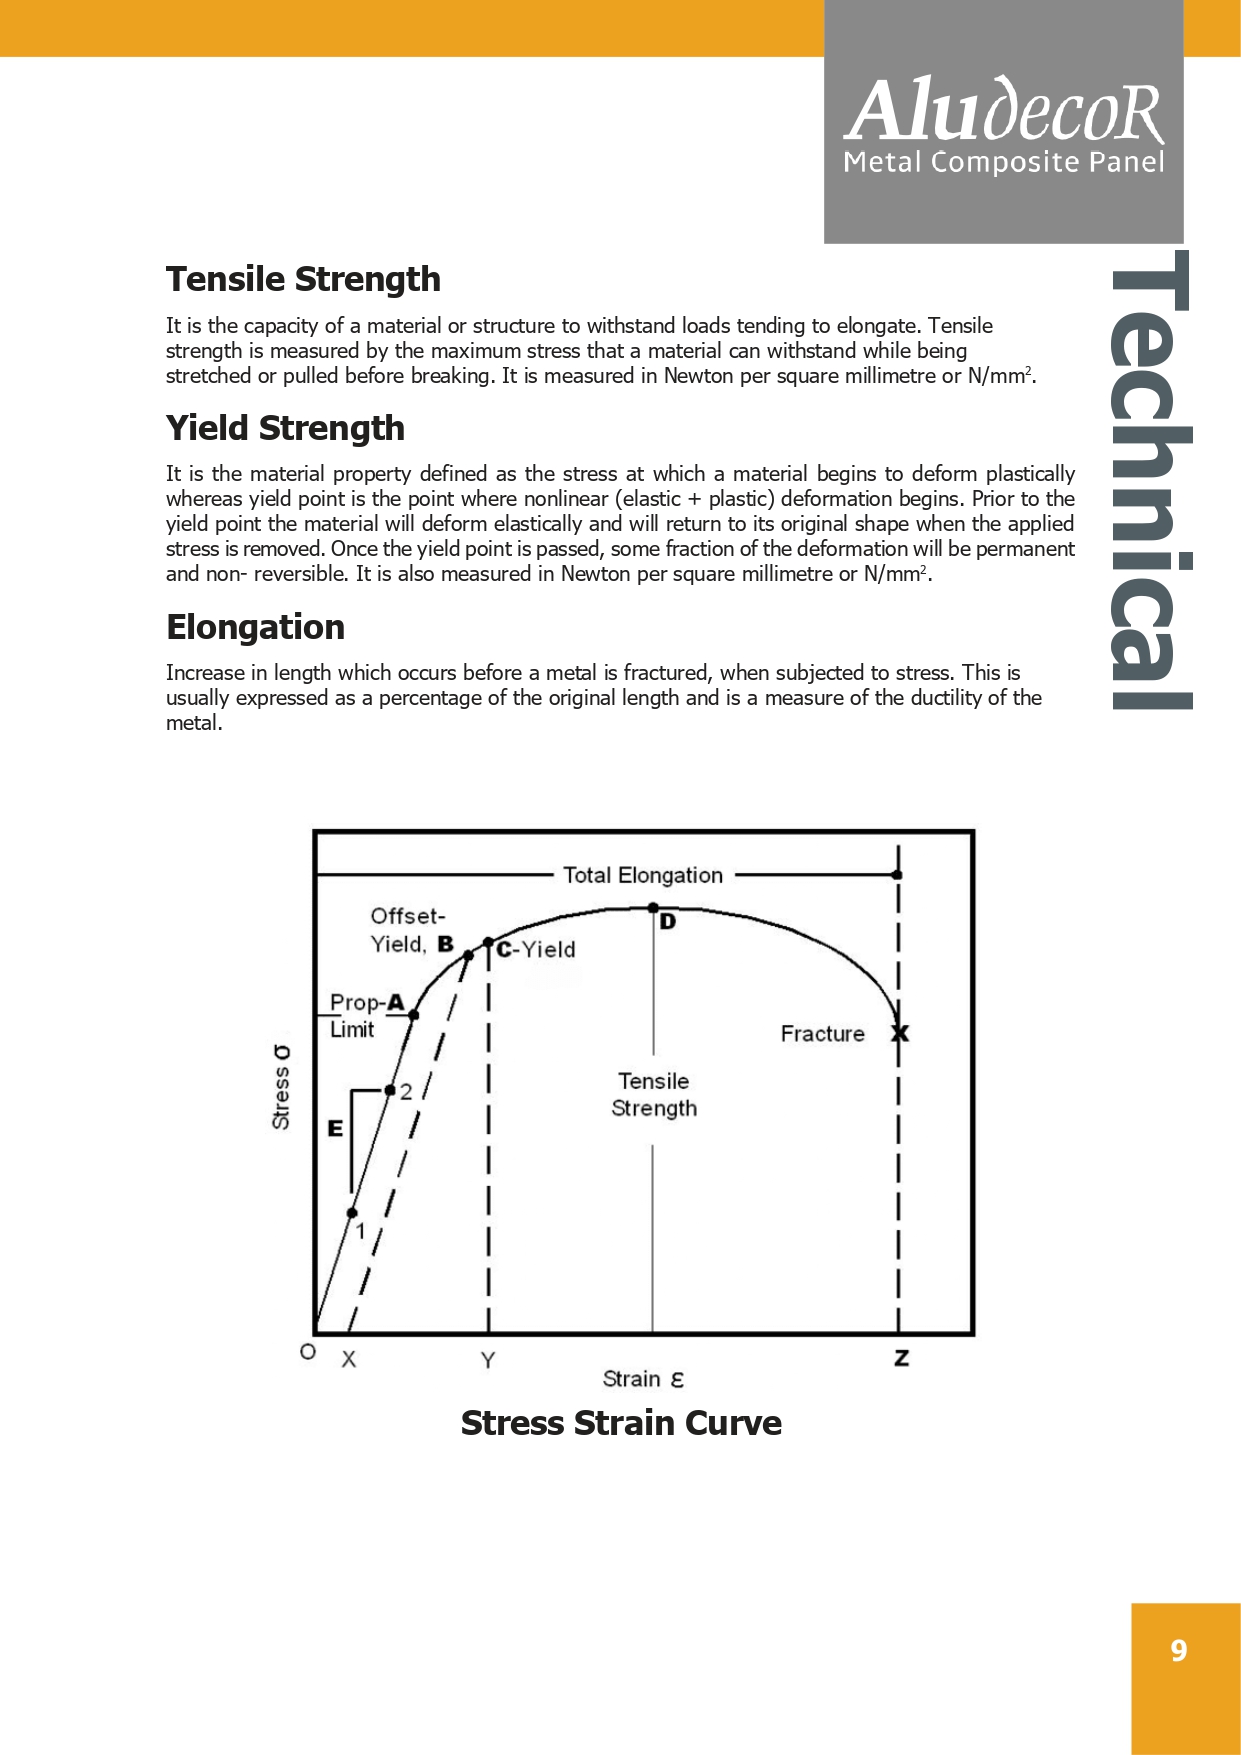 AludecoR
Metal Composite Panel
Technical
Tensile Strength
It is the capacity of a material or structure to withstand loads tending to elongate. Tensile
strength is measured by the maximum stress that a material can withstand while being
stretched or pulled before breaking. It is measured in Newton per square millimetre or N/mm².
Yield Strength
It is the material property defined as the stress at which a material begins to deform plastically
whereas yield point is the point where nonlinear (elastic + plastic) deformation begins. Prior to the
yield point the material will deform elastically and will return to its original shape when the applied
stress is removed. Once the yield point is passed, some fraction of the deformation will be permanent
and non- reversible. It is also measured in Newton per square millimetre or N/mm².
Elongation
Increase in length which occurs before a metal is fractured, when subjected to stress. This is
usually expressed as a percentage of the original length and is a measure of the ductility of the
metal.
Total Elongation
Offset-
Yield, B
C-Yield
D
Prop-A
Limit
Fracture X
Stress σ
2
E
Tensile
Strength
1
O X Y Z
Strain ε
Stress Strain Curve
9